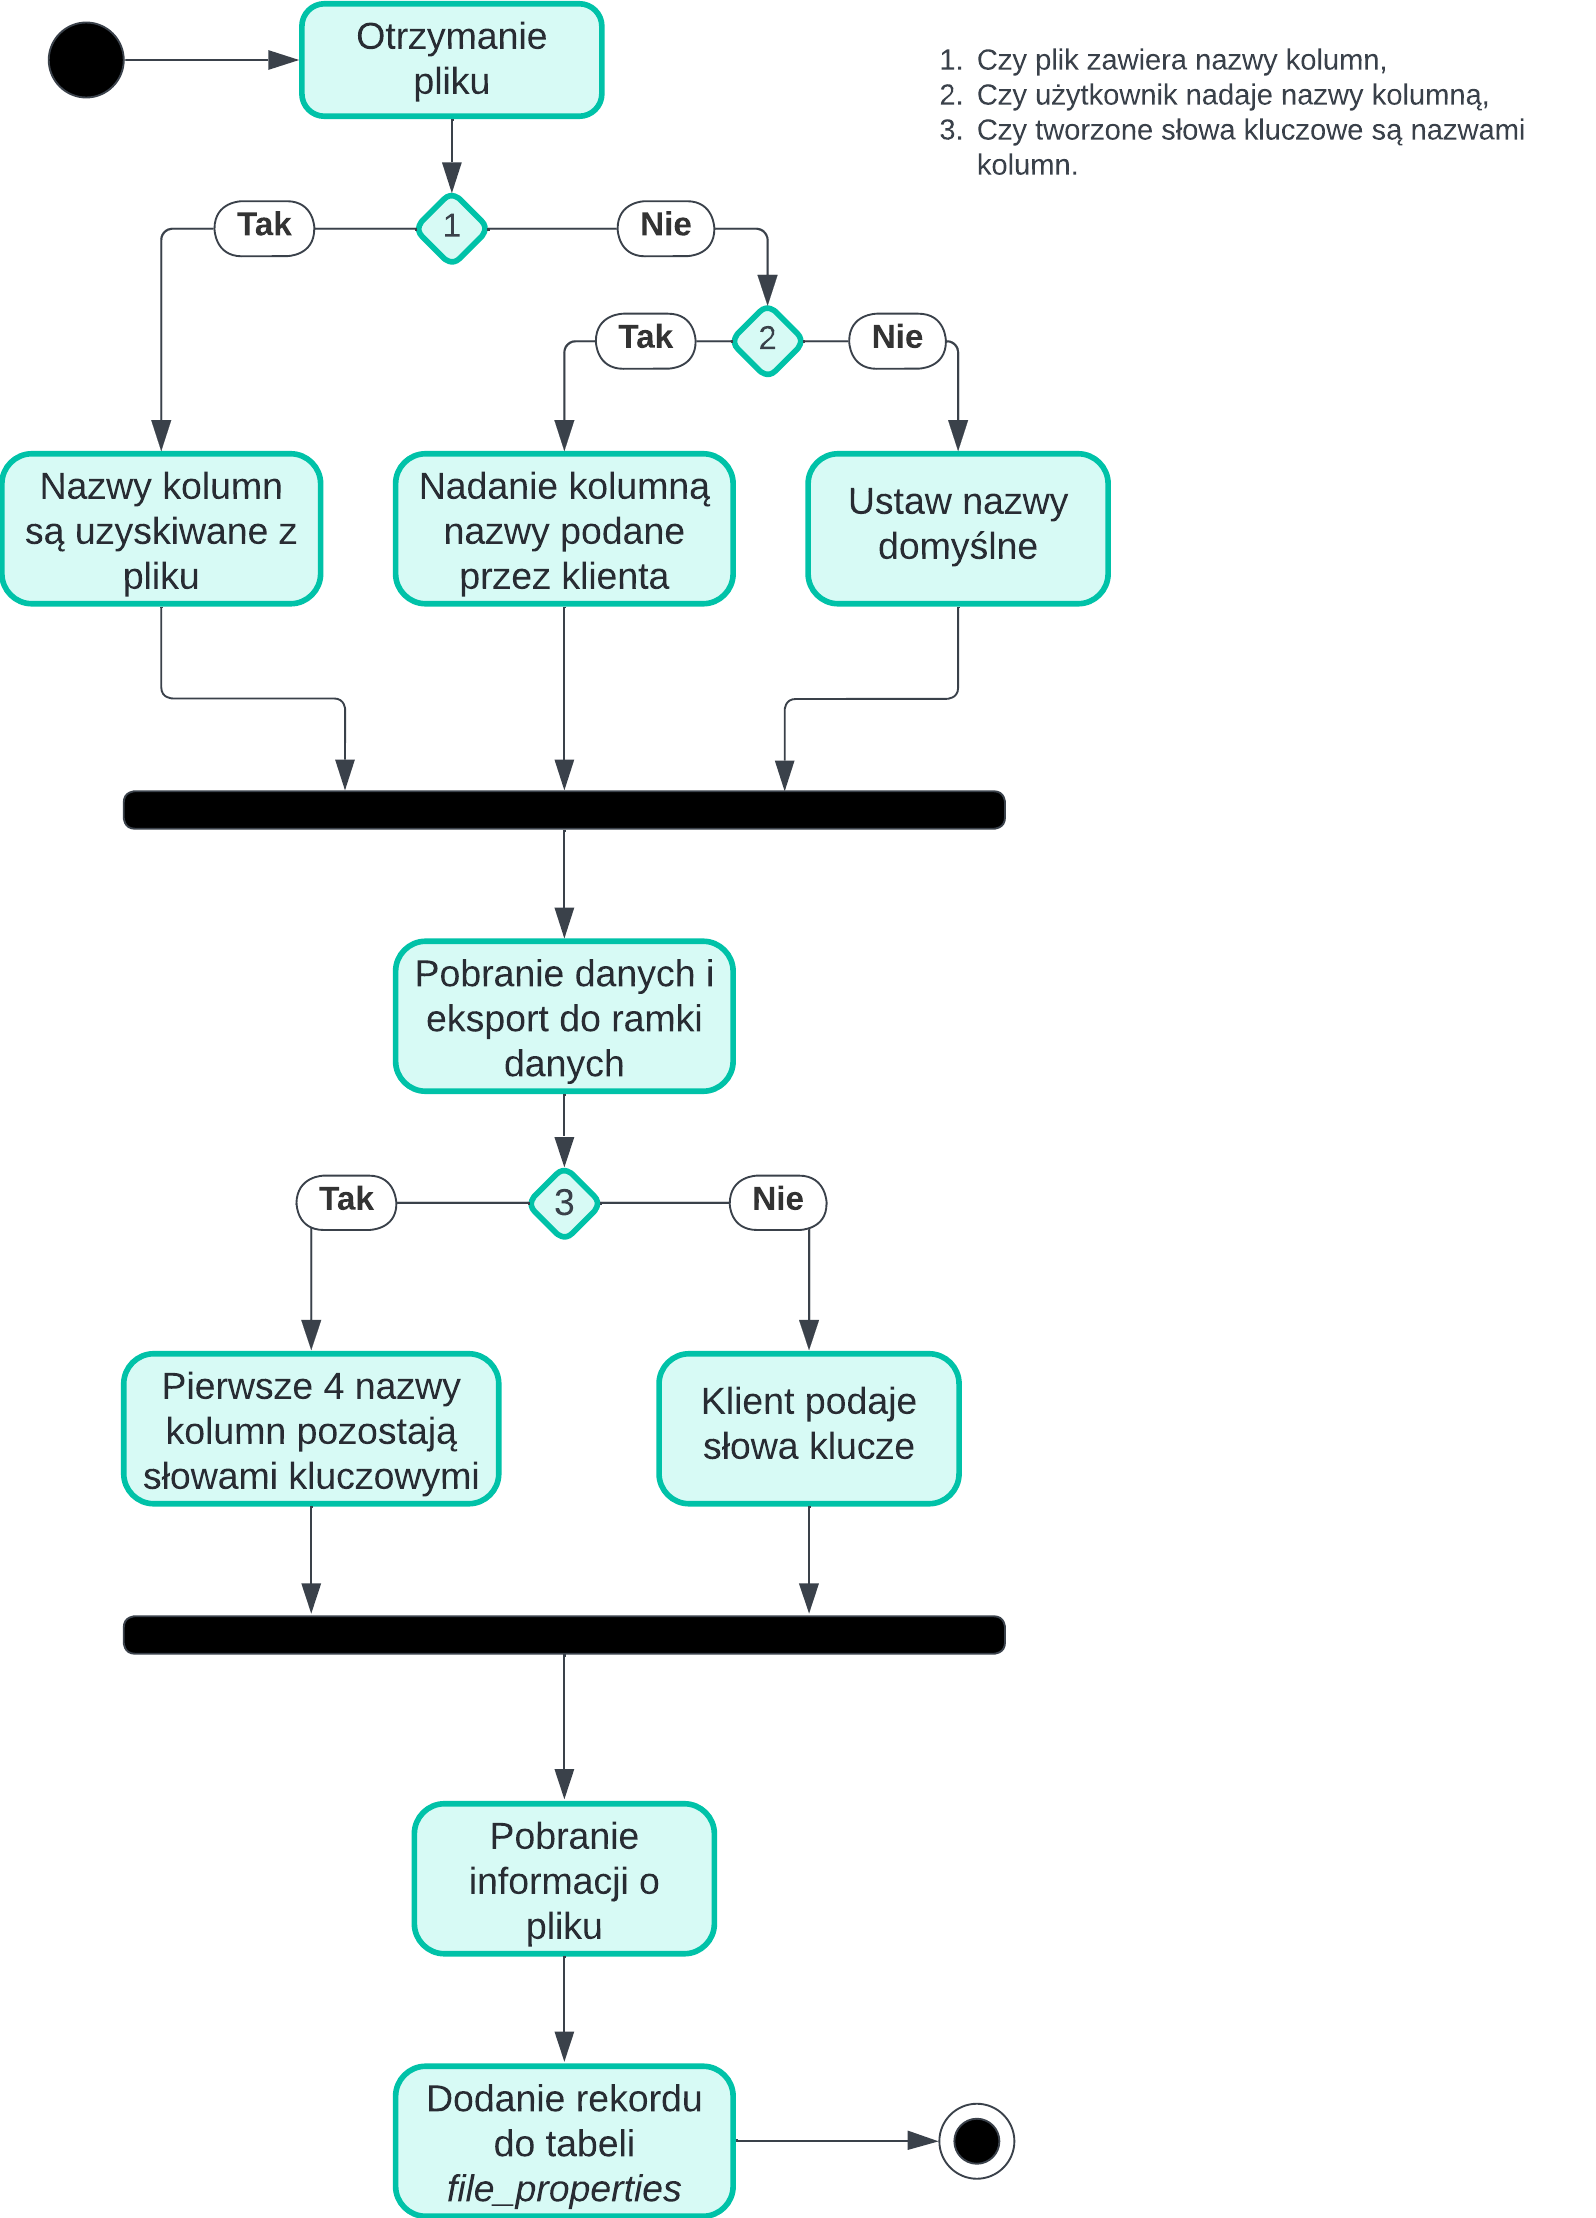 Otrzymanie
pliku
1. Czy plik zawiera nazwy kolumn,
2. Czy użytkownik nadaje nazwy kolumną,
3. Czy tworzone słowa kluczowe są nazwami
kolumn.
Tak
1
Nie
Tak
2
Nie
Nazwy kolumn
są uzyskiwane z
pliku
Nadanie kolumną
nazwy podane
przez klienta
Ustaw nazwy
domyślne
Pobranie danych i
eksport do ramki
danych
Tak
3
Nie
Pierwsze 4 nazwy
kolumn pozostają
słowami kluczowymi
Klient podaje
słowa klucze
Pobranie
informacji o
pliku
Dodanie rekordu
do tabeli
file_properties